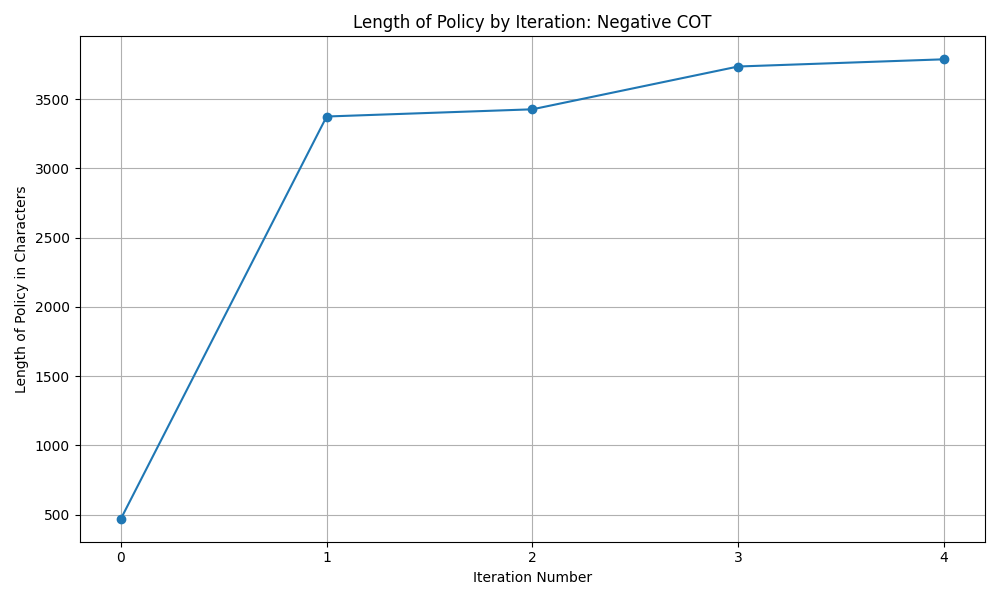 Length of Policy by Iteration: Negative COT
Length of Policy in Characters
3500
3000
2500
2000
1500
1000
500
0 1 2 3 4
Iteration Number